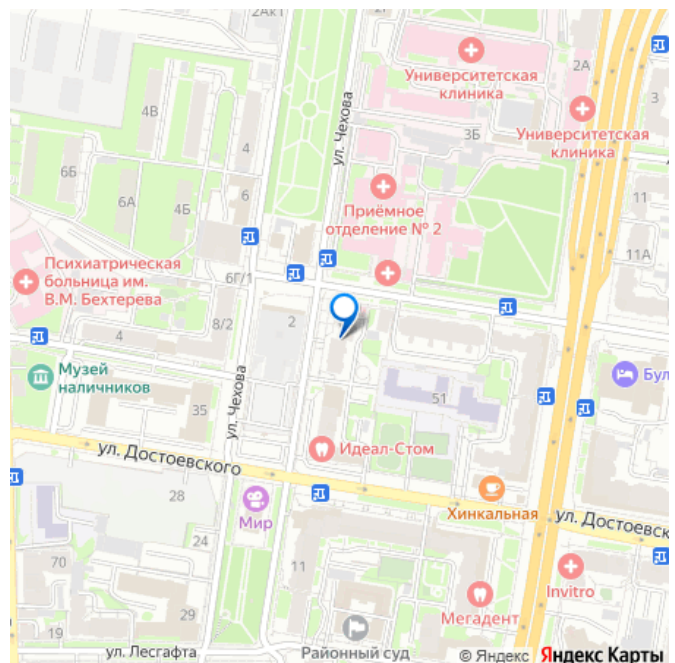 2Ак1
2Г
Университетская
клиника
2А
3
4В
ул. Чехова
3Б
Университетская
клиника
4
6Б
6А
4Б
6
Приёмное
отделение № 2
11
11А
Психиатрическая
больница им.
В.М. Бехтерева
6Г/1
8/2
2
4
Музей
наличников
Бул
51
35
ул. Чехова
Идеал-Стом
ул. Достоевского
28
Хинкальная
ул. Достоевск
24
Мир
70
11
Invitro
29
Мегадент
19
ул. Лесгафта
Районный суд
© Яндекс Яндекс Карты